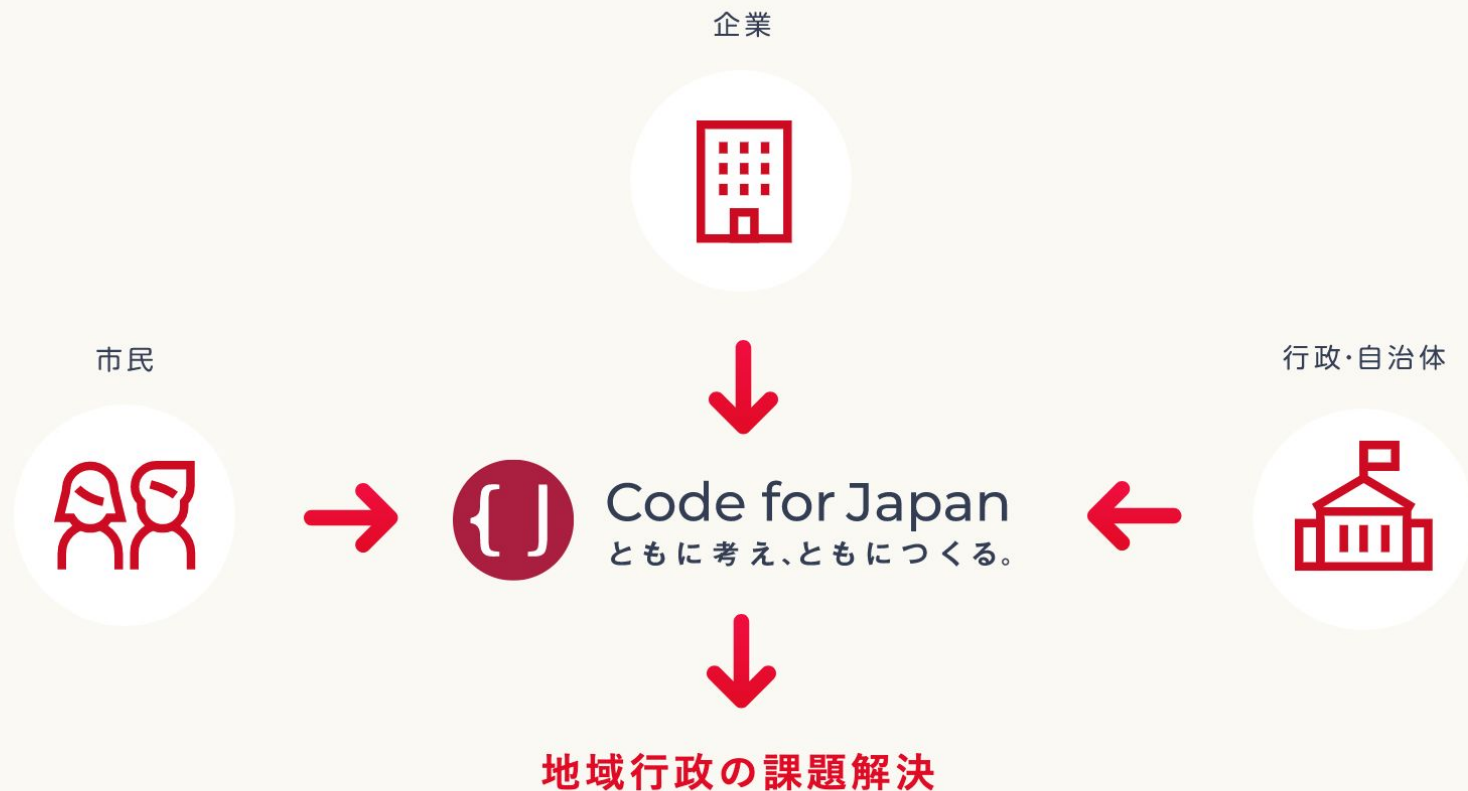 企業
市民
行政・自治体
{ J
Code for Japan
ともに考え、ともにつくる。
地域行政の課題解決